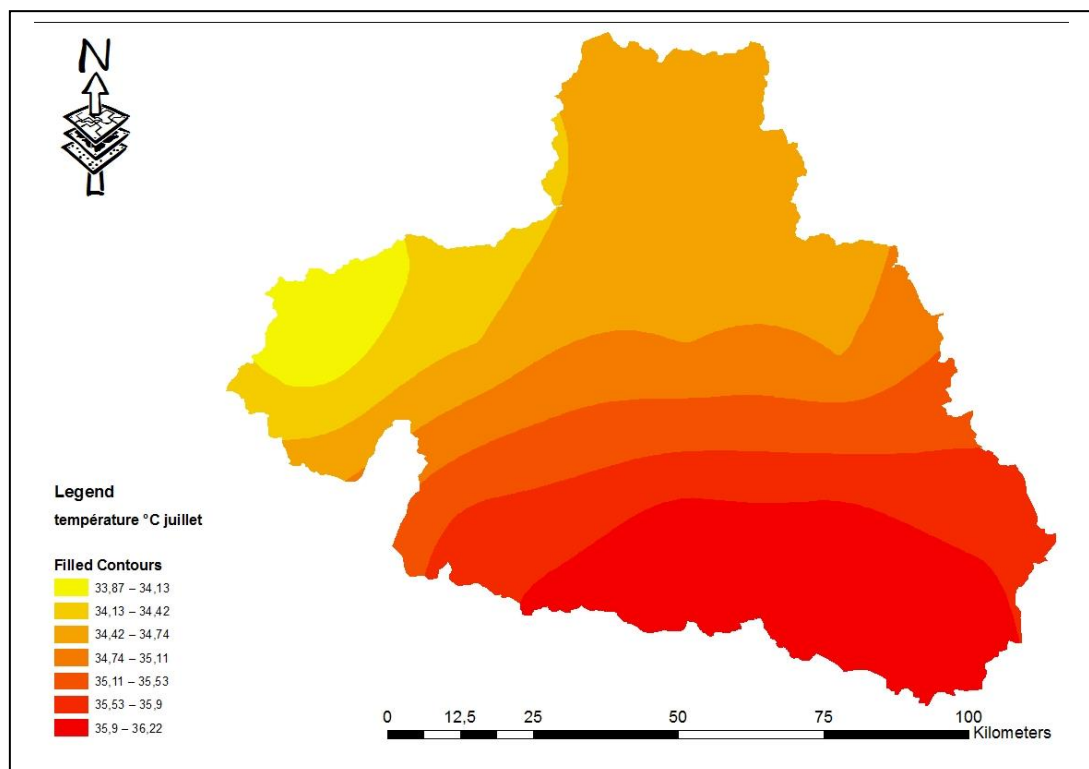 N
Legend
température °C juillet
Filled Contours
33,87 – 34,13
34,13 – 34,42
34,42 – 34,74
34,74 – 35,11
35,11 – 35,53
35,53 – 35,9
35,9 – 36,22
0 12,5 25 50 75 100
Kilometers